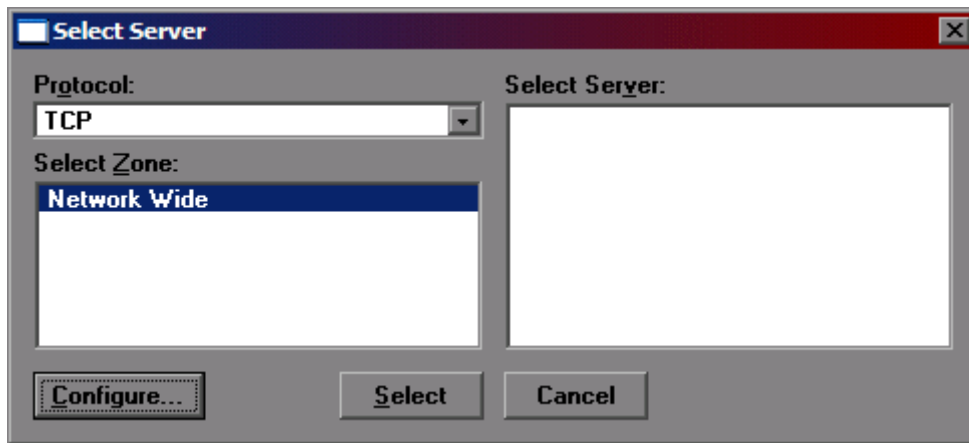 Select Server
Protocol:
TCP
Select Zone:
Network Wide
Select Server:
Configure...
Select
Cancel